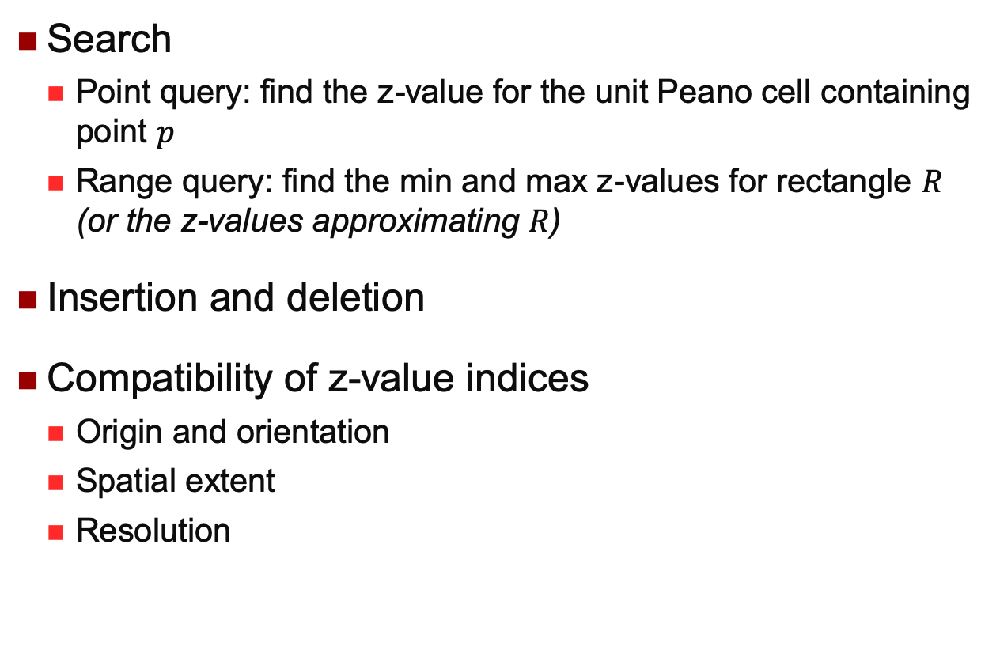 Search
Point query: find the z-value for the unit Peano cell containing
point p
Range query: find the min and max z-values for rectangle R
(or the z-values approximating R)
Insertion and deletion
Compatibility of z-value indices
Origin and orientation
Spatial extent
Resolution